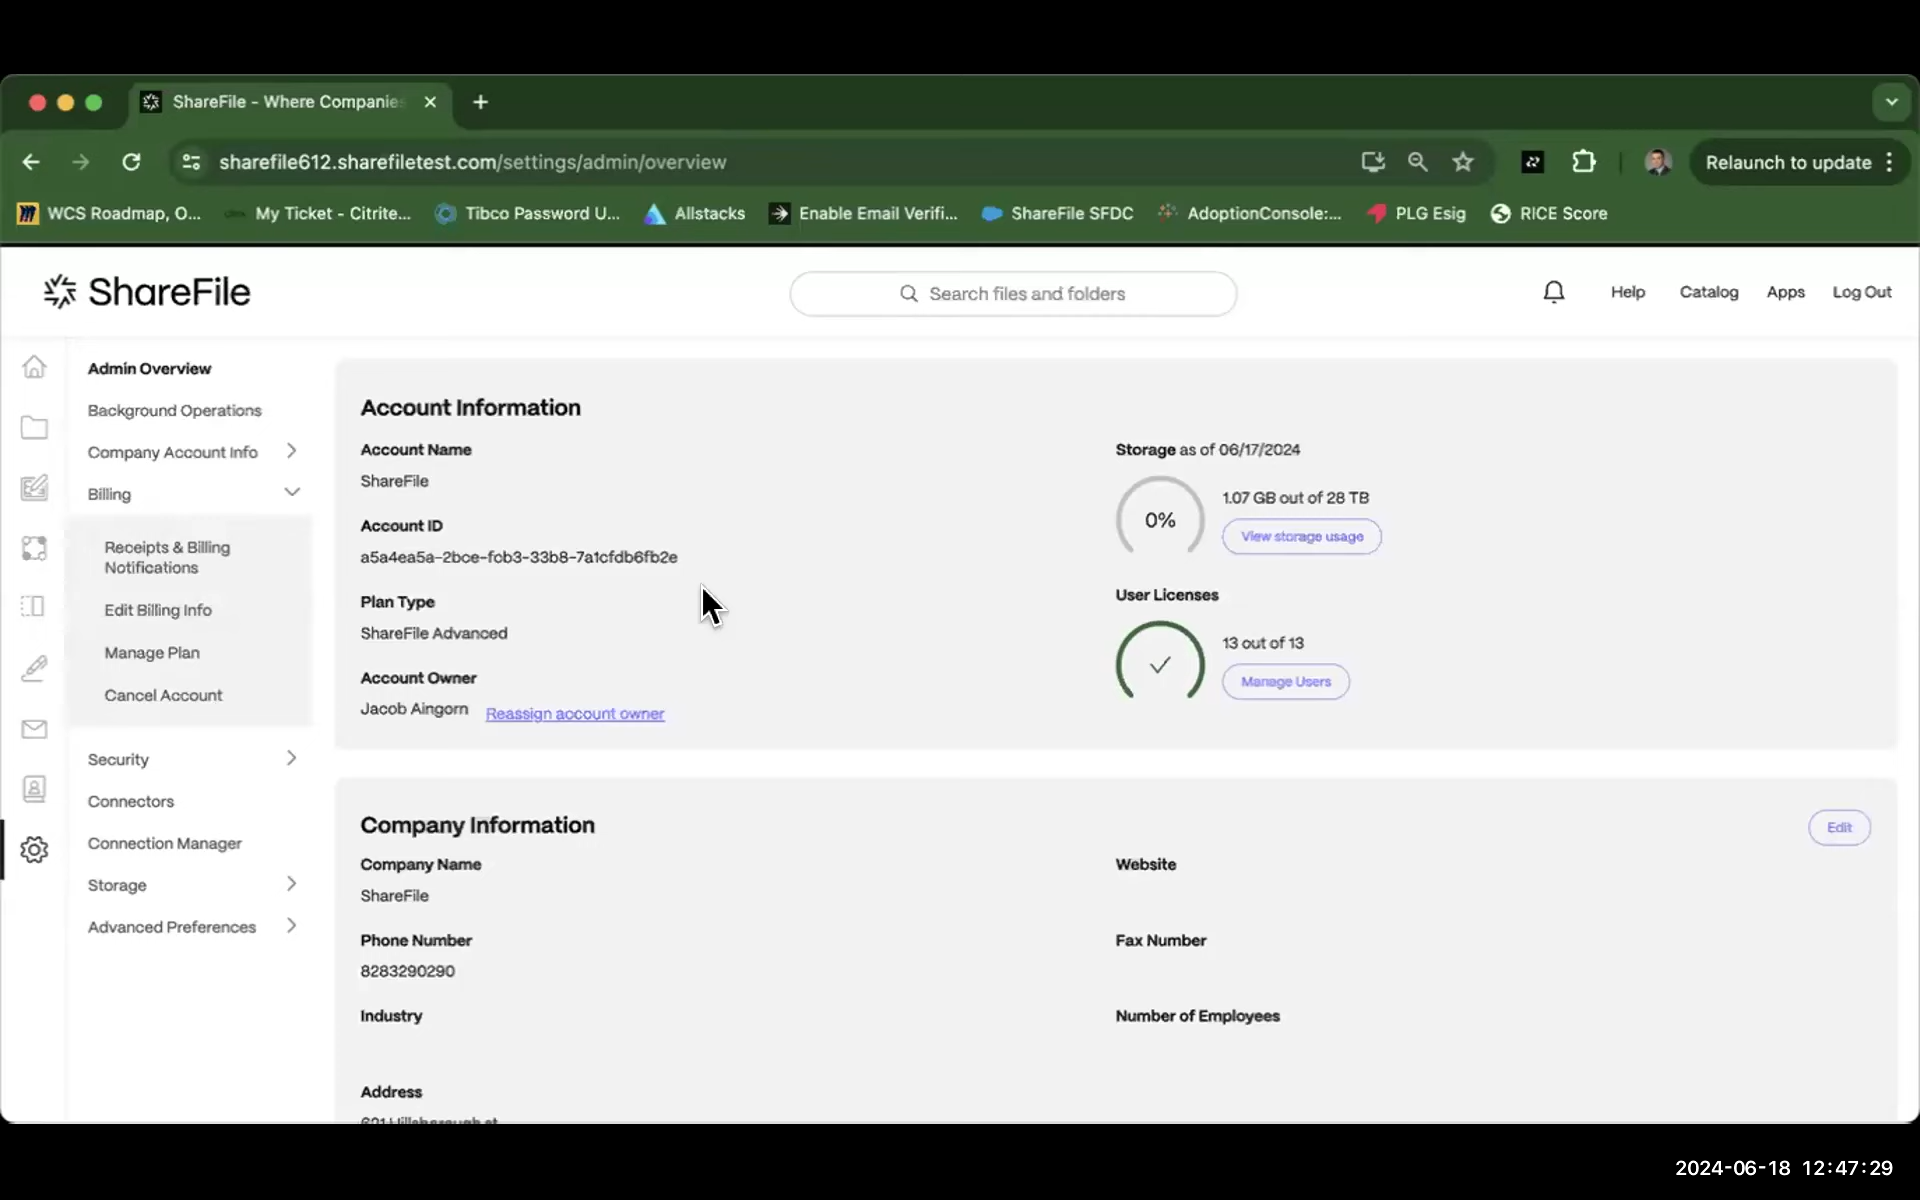 ShareFile - Where Companies
sharefile612.sharefiletest.com/settings/admin/overview
Relaunch to update
WCS Roadmap, O...
My Ticket - Citrite...
Tibco Password U...
Allstacks
Enable Email Verifi...
ShareFile SFDC
AdoptionConsole:...
PLG Esig
RICE Score
ShareFile
Search files and folders
Help
Catalog
Apps
Log Out
Admin Overview
Background Operations
Company Account Info
Billing
Receipts & Billing
Notifications
Edit Billing Info
Manage Plan
Cancel Account
Security
Connectors
Connection Manager
Storage
Advanced Preferences
Account Information
Account Name
ShareFile
Account ID
a5a4ea5a-2bce-fcb3-33b8-7a1cfdb6fb2e
Plan Type
ShareFile Advanced
Account Owner
Jacob Aingorn Reassign account owner
Storage as of 06/17/2024
0%
1.07 GB out of 28 TB
View storage usage
User Licenses
13 out of 13
Manage Users
Company Information
Edit
Company Name
ShareFile
Website
Phone Number
8283290290
Fax Number
Industry
Number of Employees
Address
2024-06-18 12:47:29